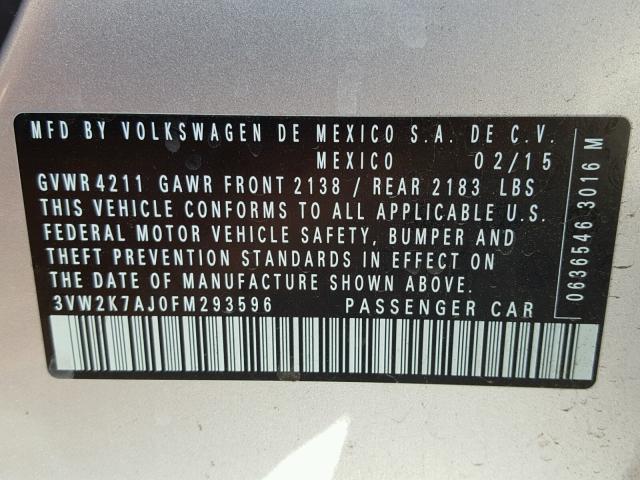 MFD BY VOLKSWAGEN DE MEXICO S.A. DE C.V.
MEXICO 02/15
GVWR 4211 GAWR FRONT 2138 / REAR 2183 LBS
THIS VEHICLE CONFORMS TO ALL APPLICABLE U.S.
FEDERAL MOTOR VEHICLE SAFETY, BUMPER AND
THEFT PREVENTION STANDARDS IN EFFECT ON
THE DATE OF MANUFACTURE SHOWN ABOVE.
3VW2K7AJ0FM293596 PASSENGER CAR
0636546 3016 M